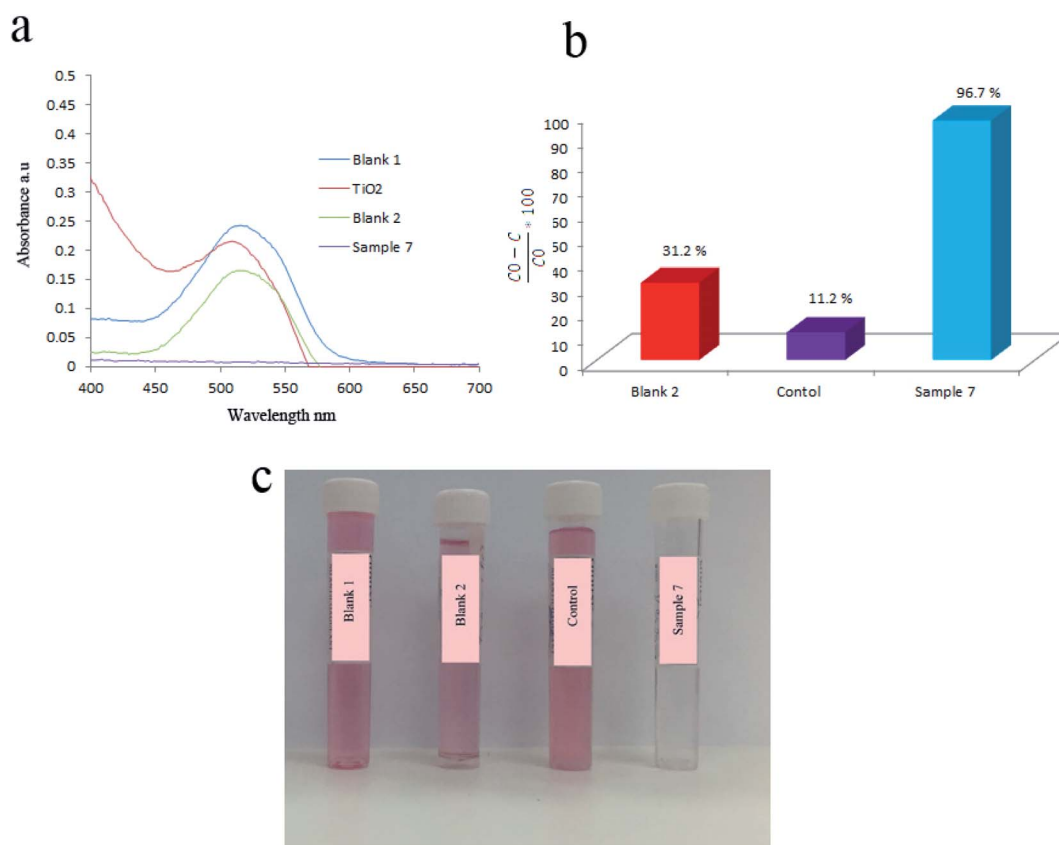 a
0.5
0.45
0.4
0.35
0.3
0.25
0.2
0.15
0.1
0.05
0
400 450 500 550 600 650 700
Absorbance a.u
Wavelength nm
Blank 1
TiO2
Blank 2
Sample 7
b
100
90
80
70
60
50
40
30
20
10
0
C0 − C
C0
* 100
31.2 %
11.2 %
96.7 %
Blank 2 Contol Sample 7
c
Blank 1
Blank 2
Control
Sample 7